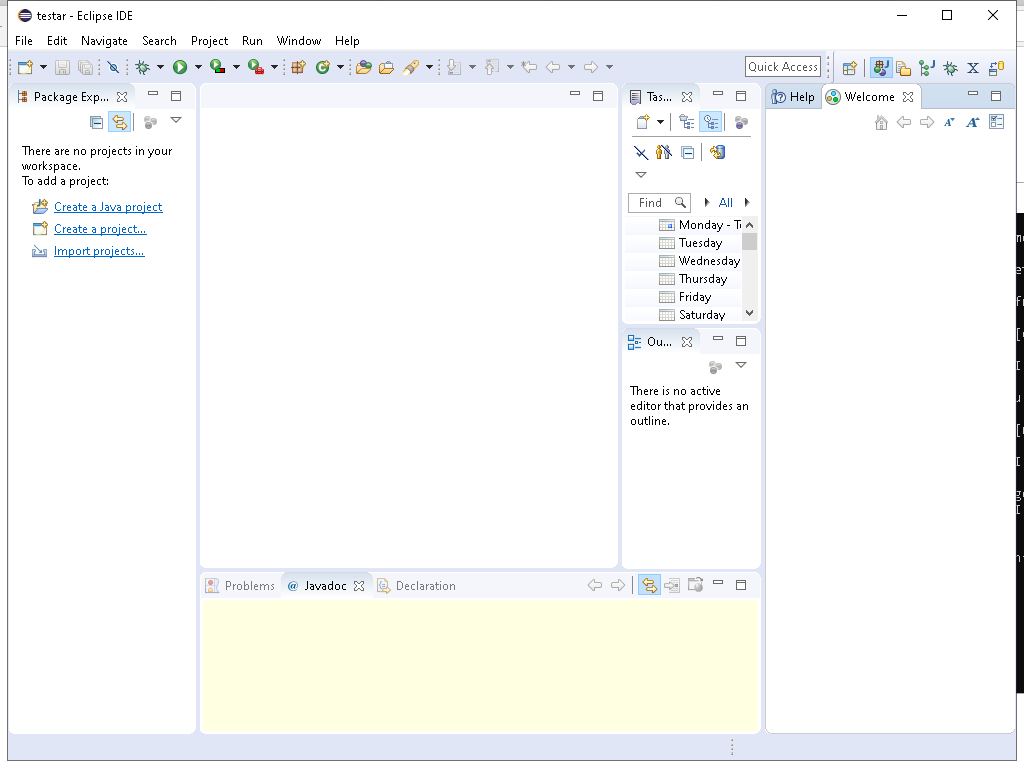 testar - Eclipse IDE
File Edit Navigate Search Project Run Window Help
Quick Access
Package Exp...
There are no projects in your
workspace.
To add a project:
Create a Java project
Create a project...
Import projects...
Tas...
Find
All
Monday - T
Tuesday
Wednesday
Thursday
Friday
Saturday
Ou...
There is no active
editor that provides an
outline.
Help
Welcome
Problems
@ Javadoc
Declaration